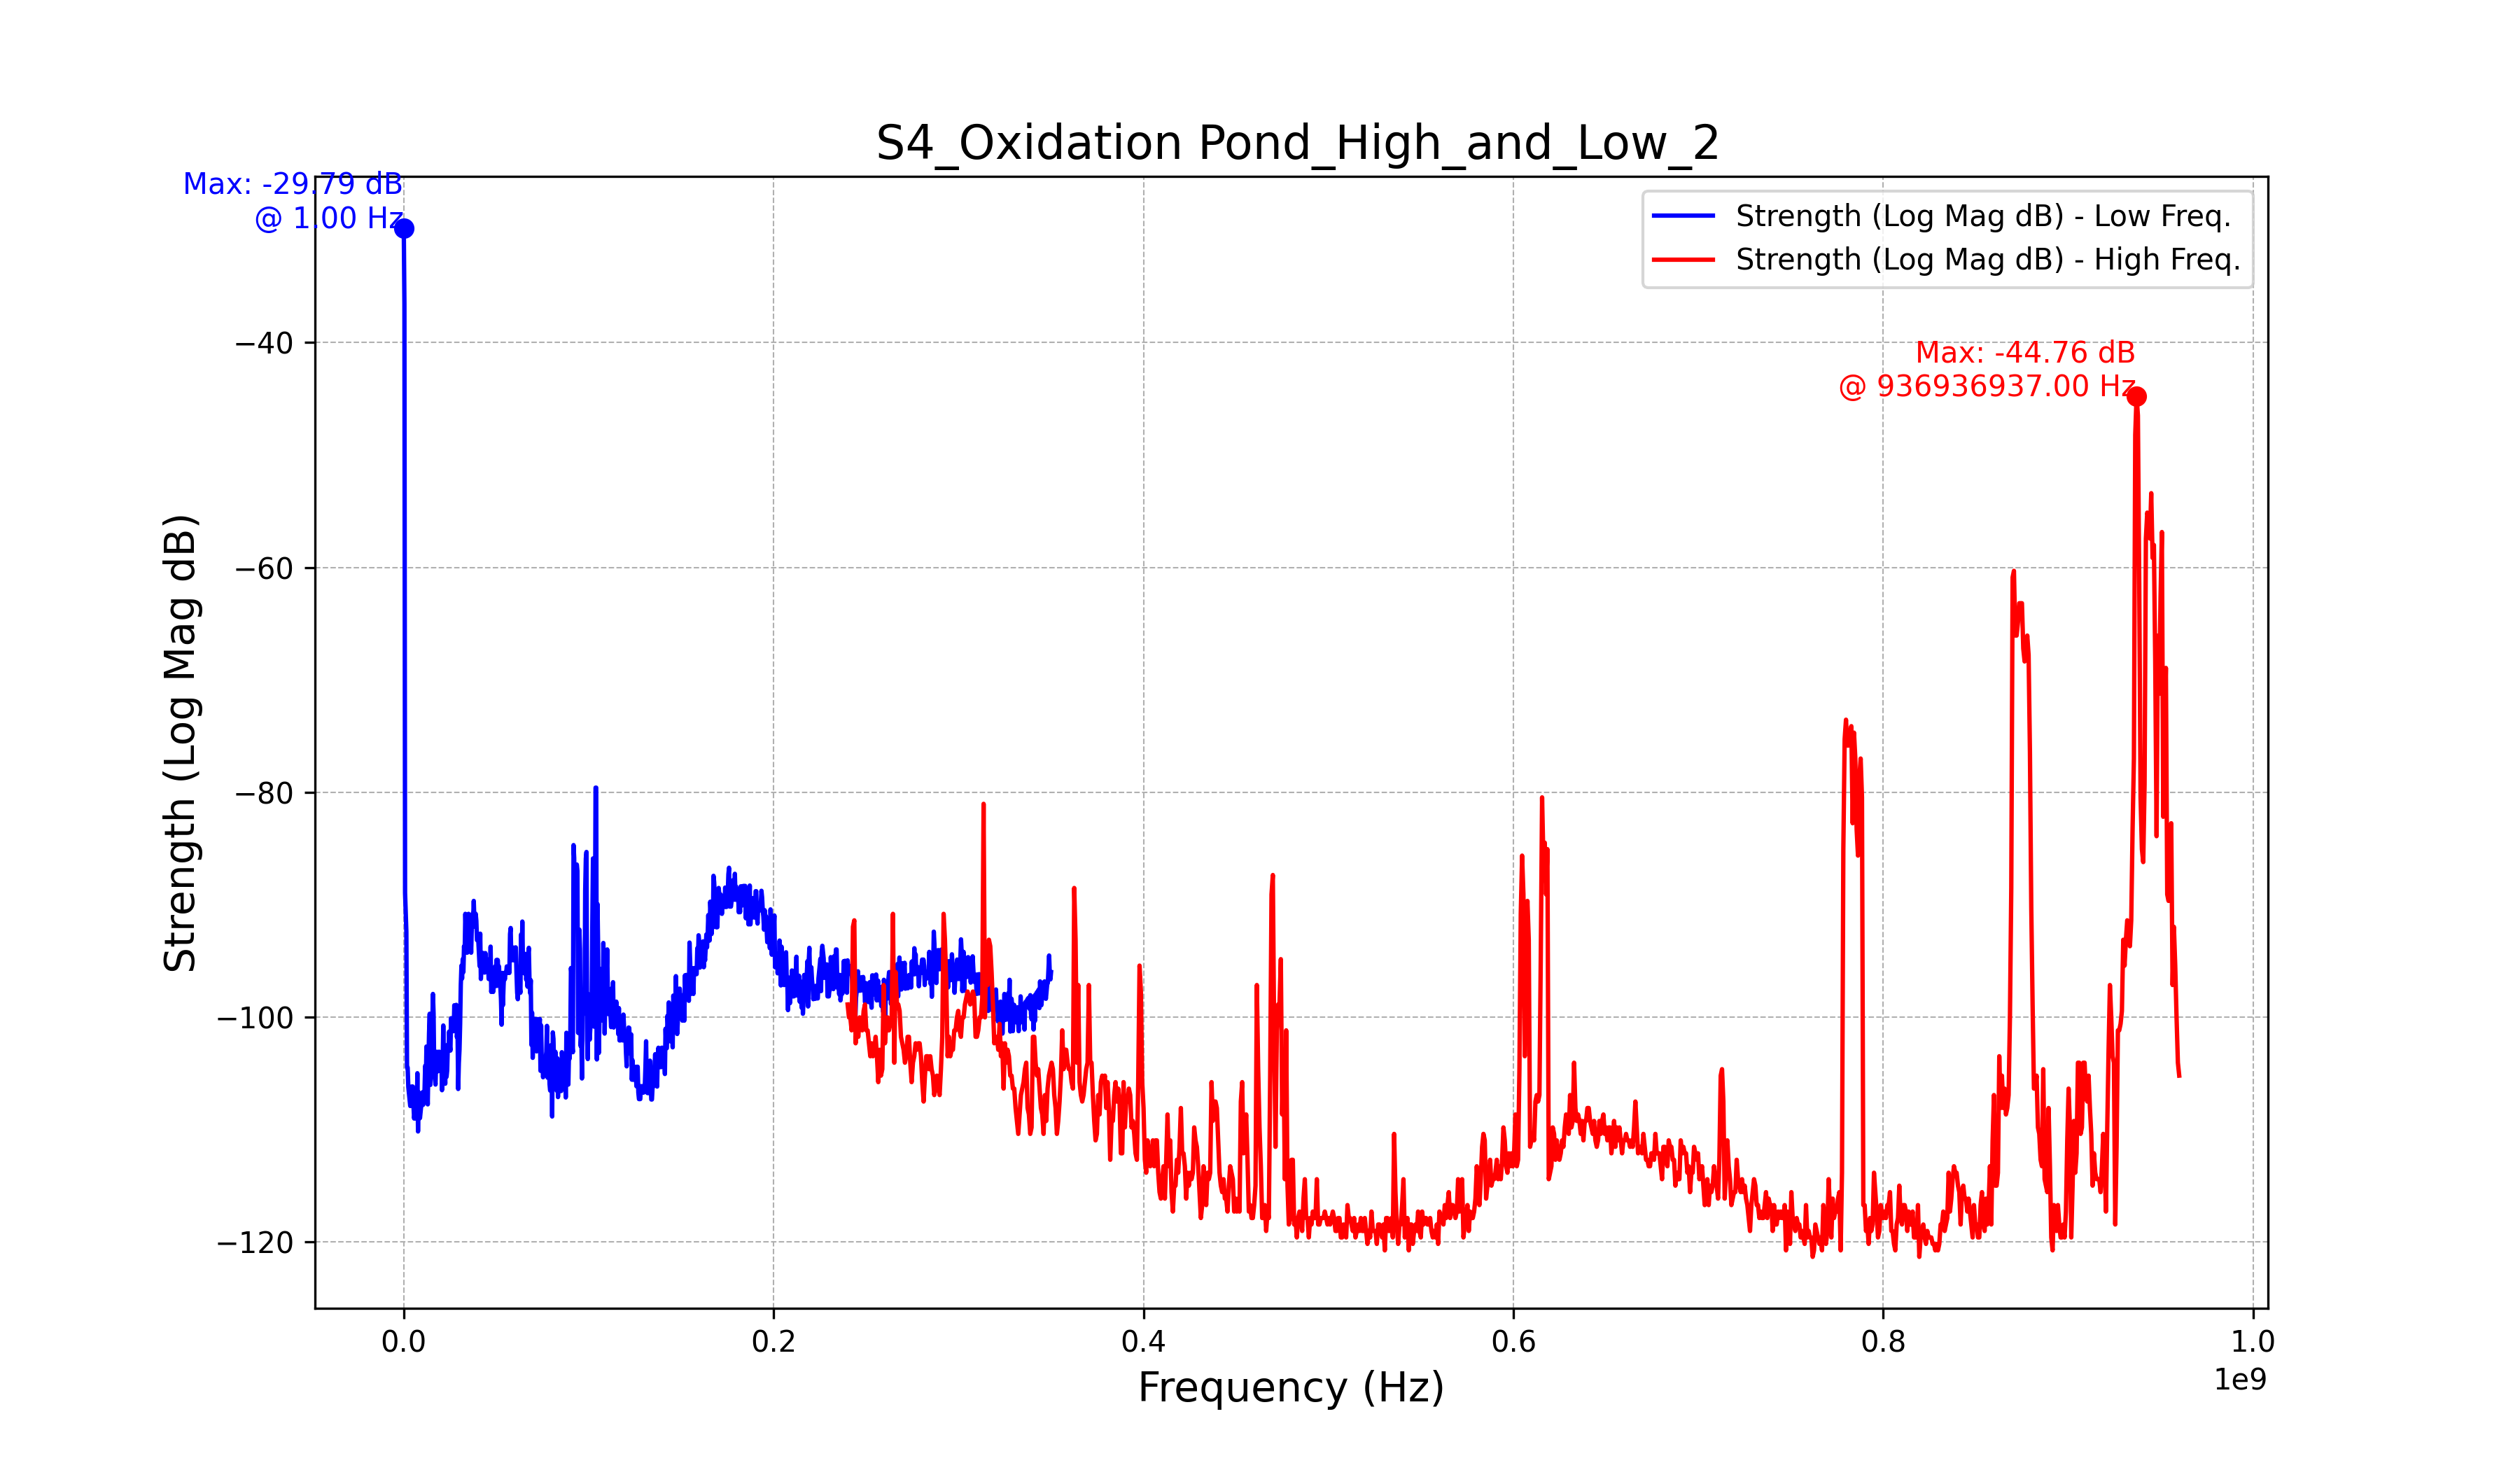 S4_Oxidation Pond_High_and_Low_2
Max: -29.79 dB
@ 1.00 Hz
Strength (Log Mag dB) - Low Freq.
Strength (Log Mag dB) - High Freq.
Max: -44.76 dB
@ 936936937.00 Hz
Strength (Log Mag dB)
−40
−60
−80
−100
−120
0.0
0.2
0.4
0.6
0.8
1.0
1e9
Frequency (Hz)